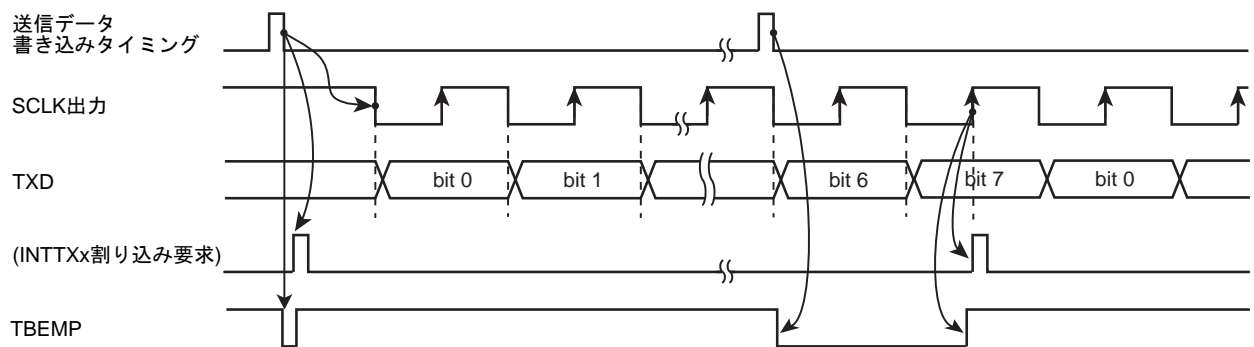 送信データ
書き込みタイミング
SCLK出力
TXD
bit 0
bit 1
bit 6
bit 7
bit 0
(INTTXx割り込み要求)
TBEMP